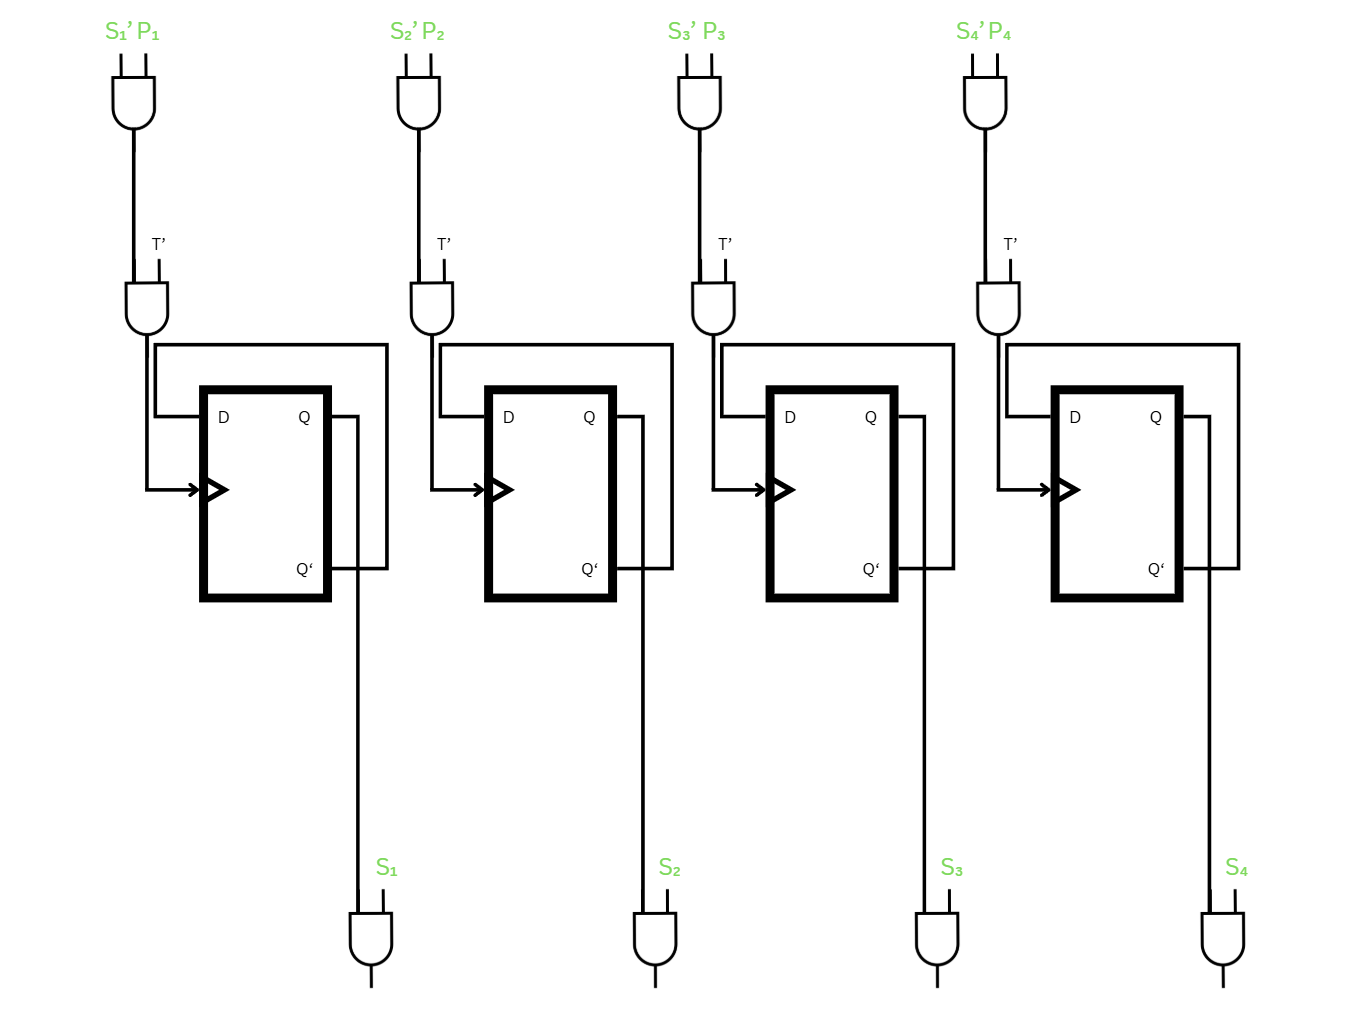 S₁’ P₁ S₂’ P₂ S₃’ P₃ S₄’ P₄
T’ T’ T’ T’
D Q D Q D Q D Q
Q‘ Q‘ Q‘ Q‘
S₁ S₂ S₃ S₄